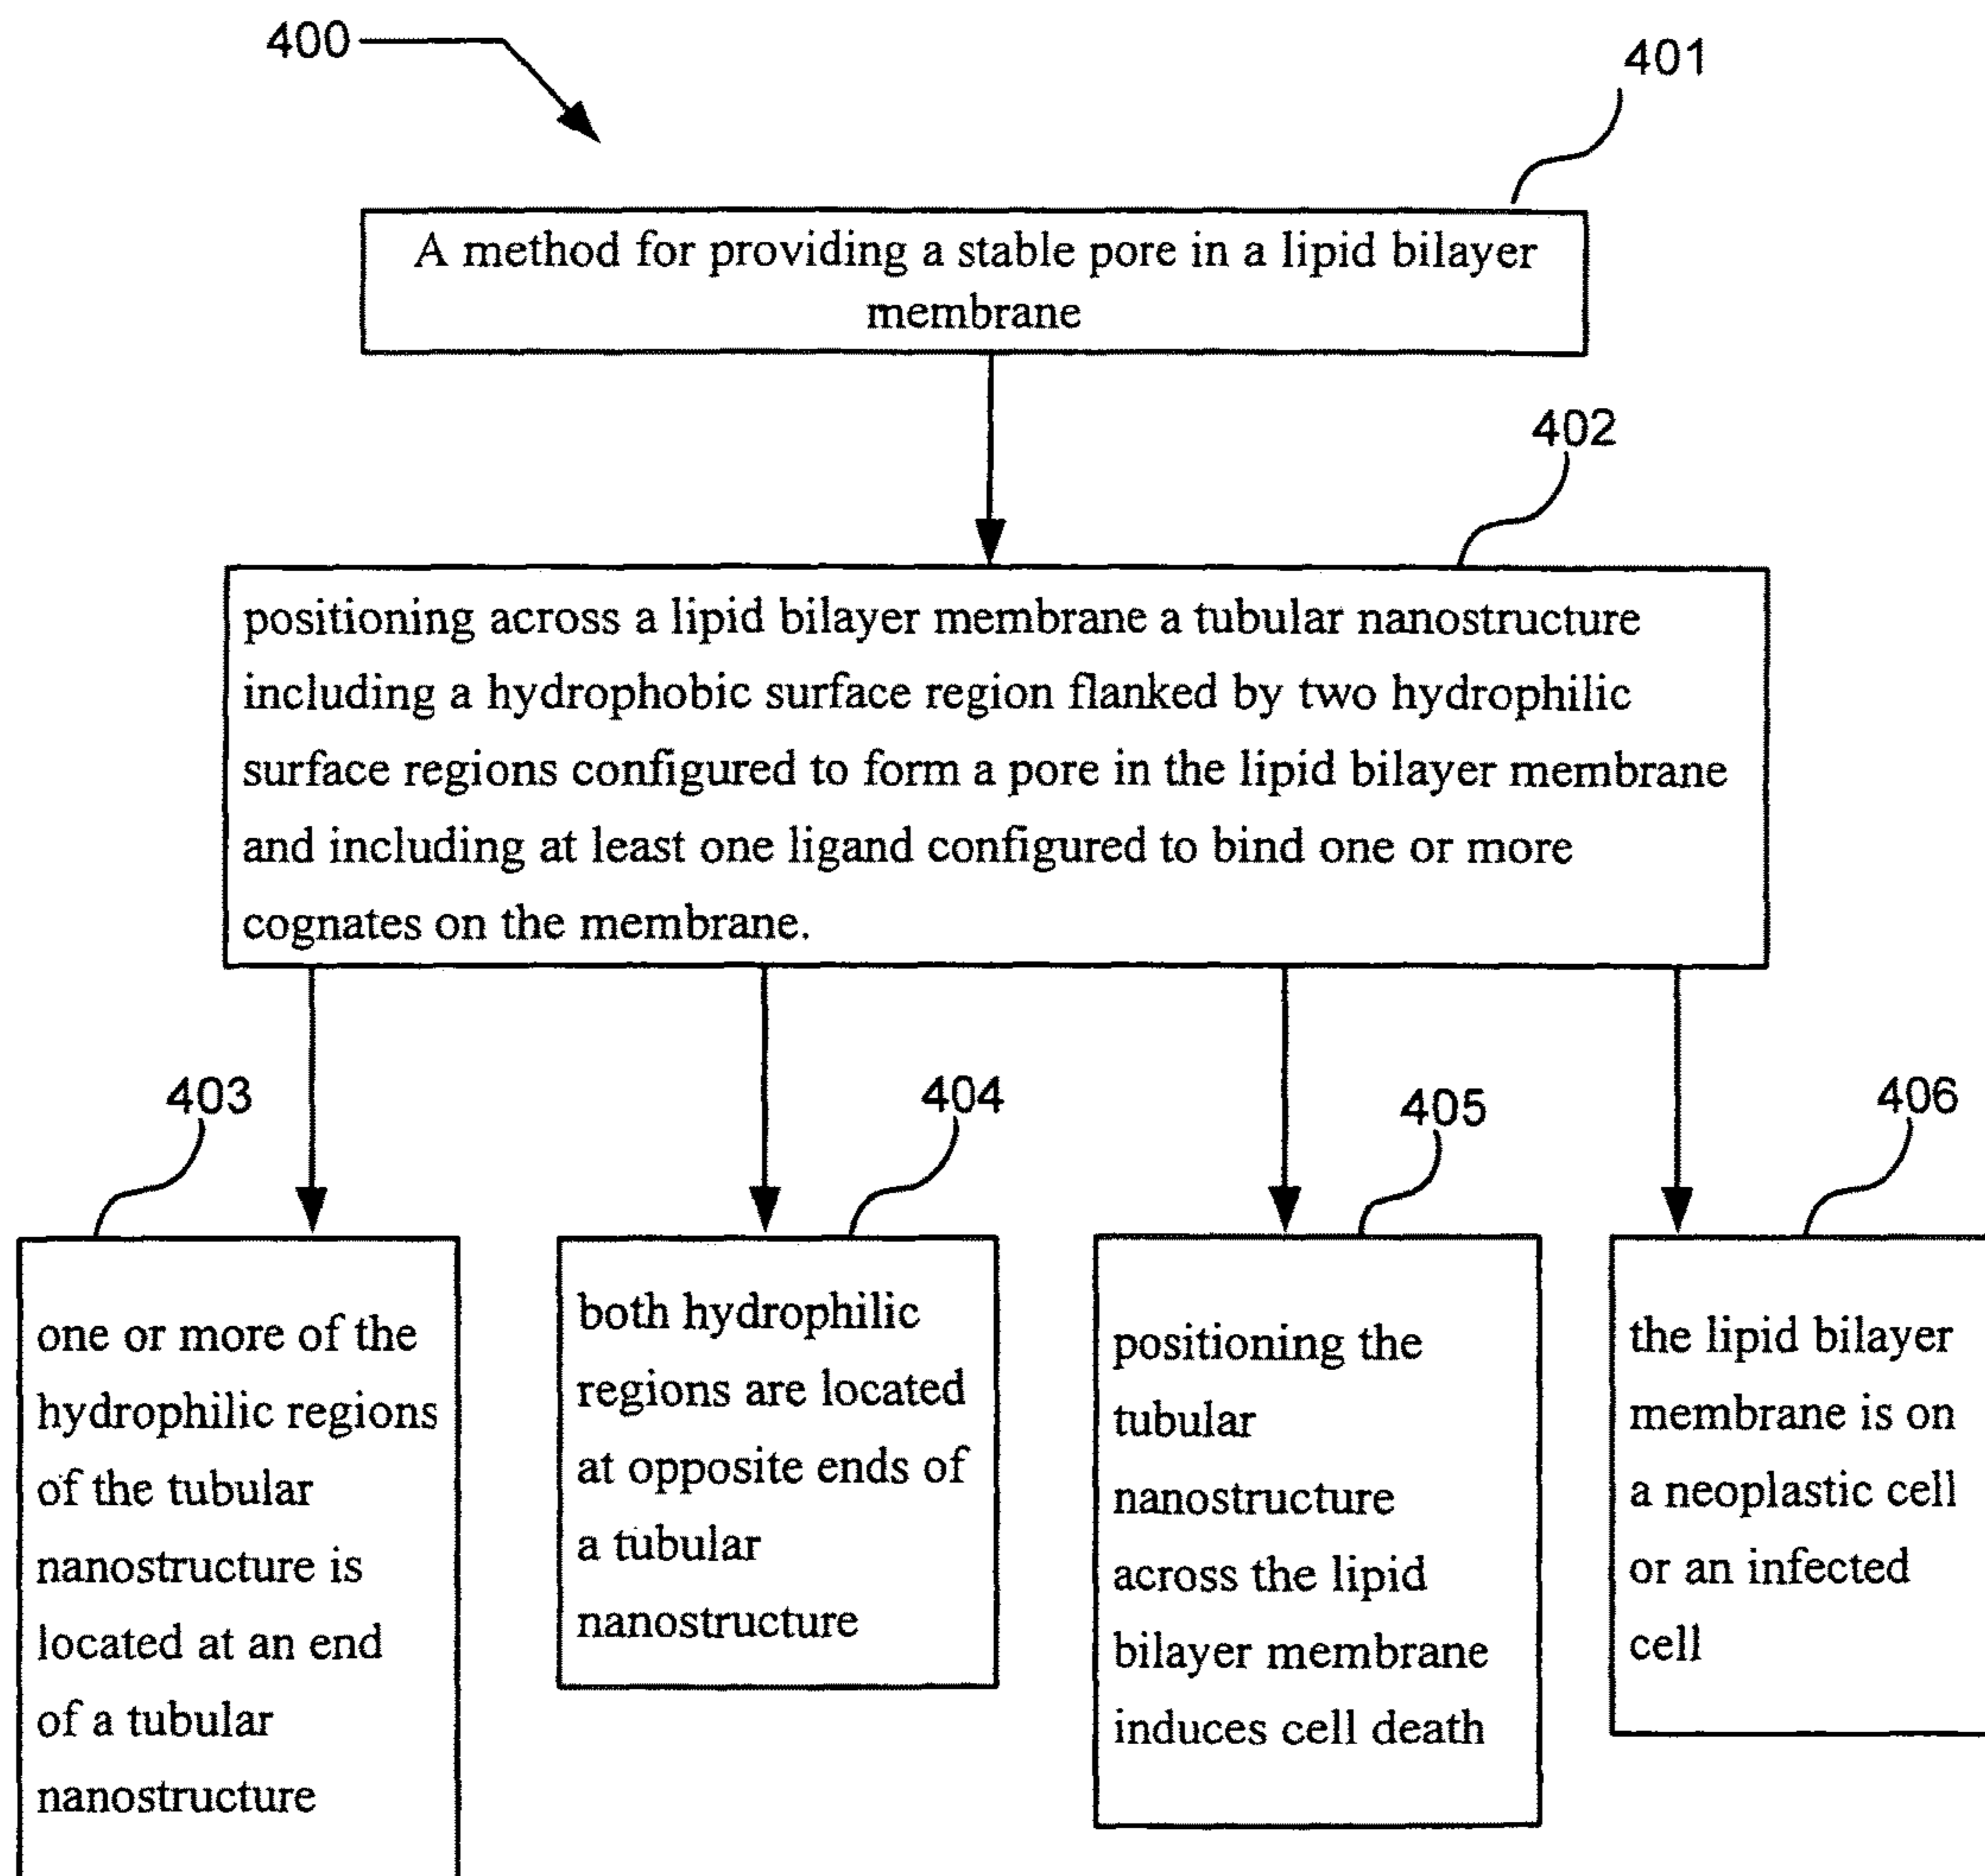 400
401
A method for providing a stable pore in a lipid bilayer
membrane
402
positioning across a lipid bilayer membrane a tubular nanostructure
including a hydrophobic surface region flanked by two hydrophilic
surface regions configured to form a pore in the lipid bilayer membrane
and including at least one ligand configured to bind one or more
cognates on the membrane.
403
one or more of the
hydrophilic regions
of the tubular
nanostructure is
located at an end
of a tubular
nanostructure
404
both hydrophilic
regions are located
at opposite ends of
a tubular
nanostructure
405
positioning the
tubular
nanostructure
across the lipid
bilayer membrane
induces cell death
406
the lipid bilayer
membrane is on
a neoplastic cell
or an infected
cell